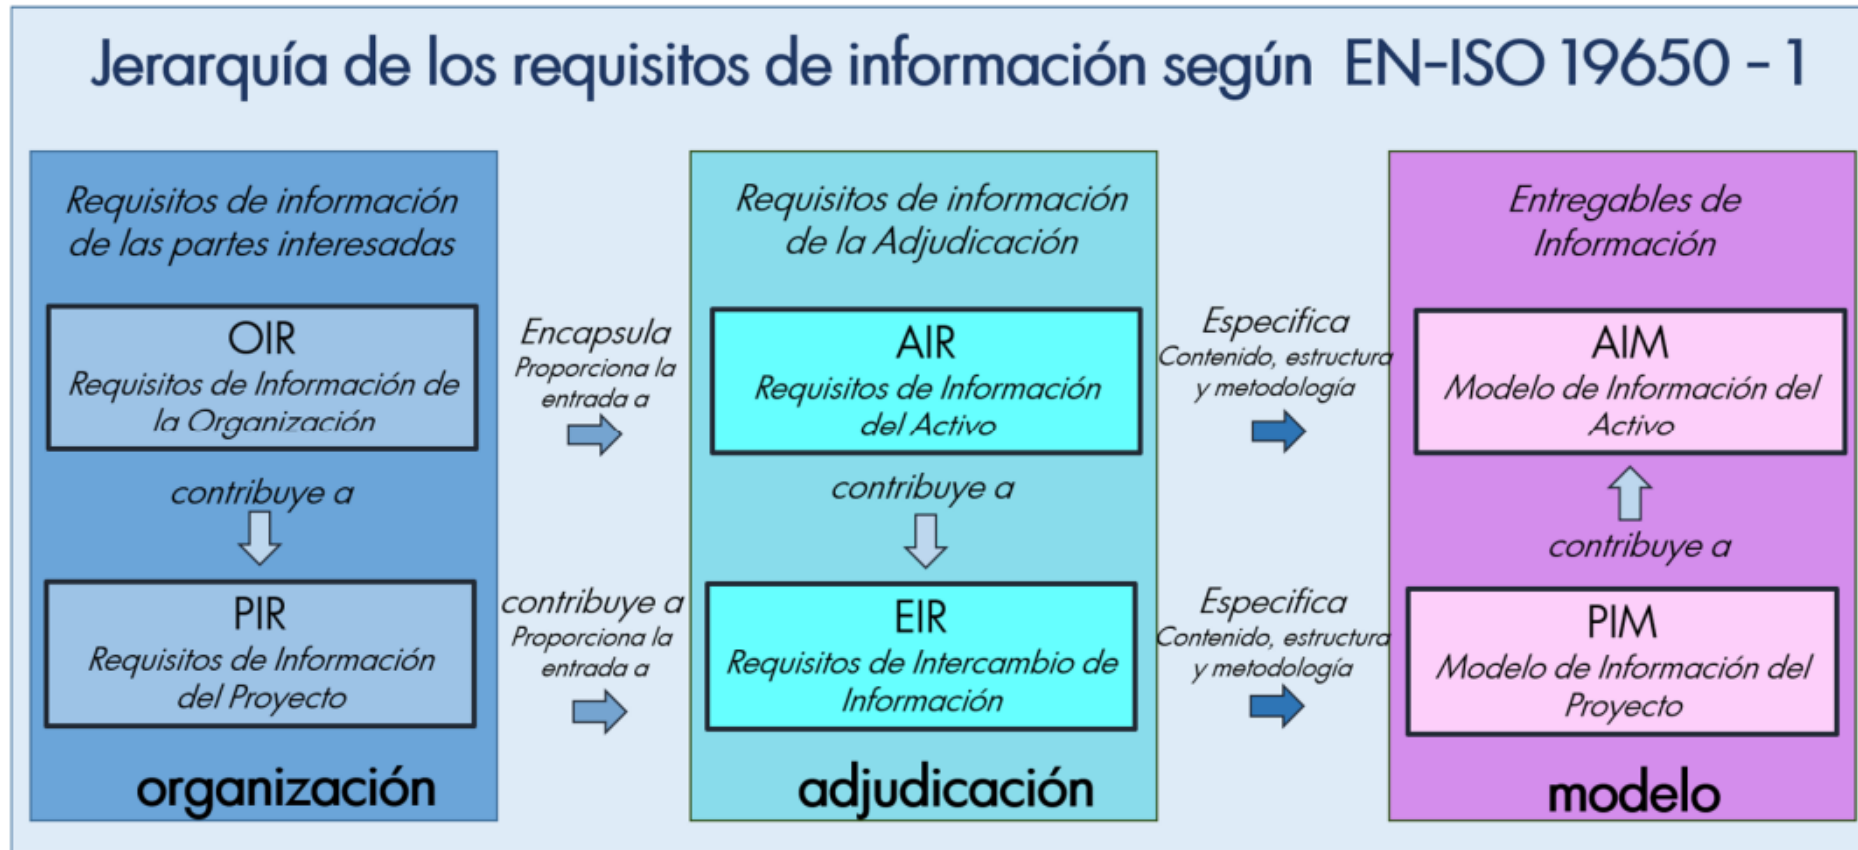 Jerarquía de los requisitos de información según EN-ISO 19650 - 1
Requisitos de información
de las partes interesadas
OIR
Requisitos de Información de
la Organización
contribuye a
PIR
Requisitos de Información
del Proyecto
organización
Encapsula
Proporciona la
entrada a
contribuye a
Proporciona la
entrada a
Requisitos de información
de la Adjudicación
AIR
Requisitos de Información
del Activo
contribuye a
EIR
Requisitos de Intercambio de
Información
adjudicación
Especifica
Contenido, estructura
y metodología
Especifica
Contenido, estructura
y metodología
Entregables de
Información
AIM
Modelo de Información del
Activo
contribuye a
PIM
Modelo de Información del
Proyecto
modelo